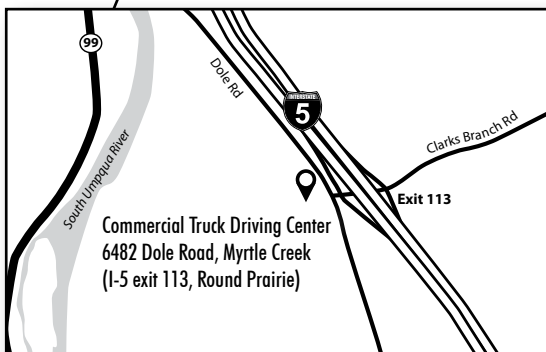 99
Dole Rd
INTERSTATE
5
Clarks Branch Rd
South Umpqua River
Exit 113
Commercial Truck Driving Center
6482 Dole Road, Myrtle Creek
(I-5 exit 113, Round Prairie)